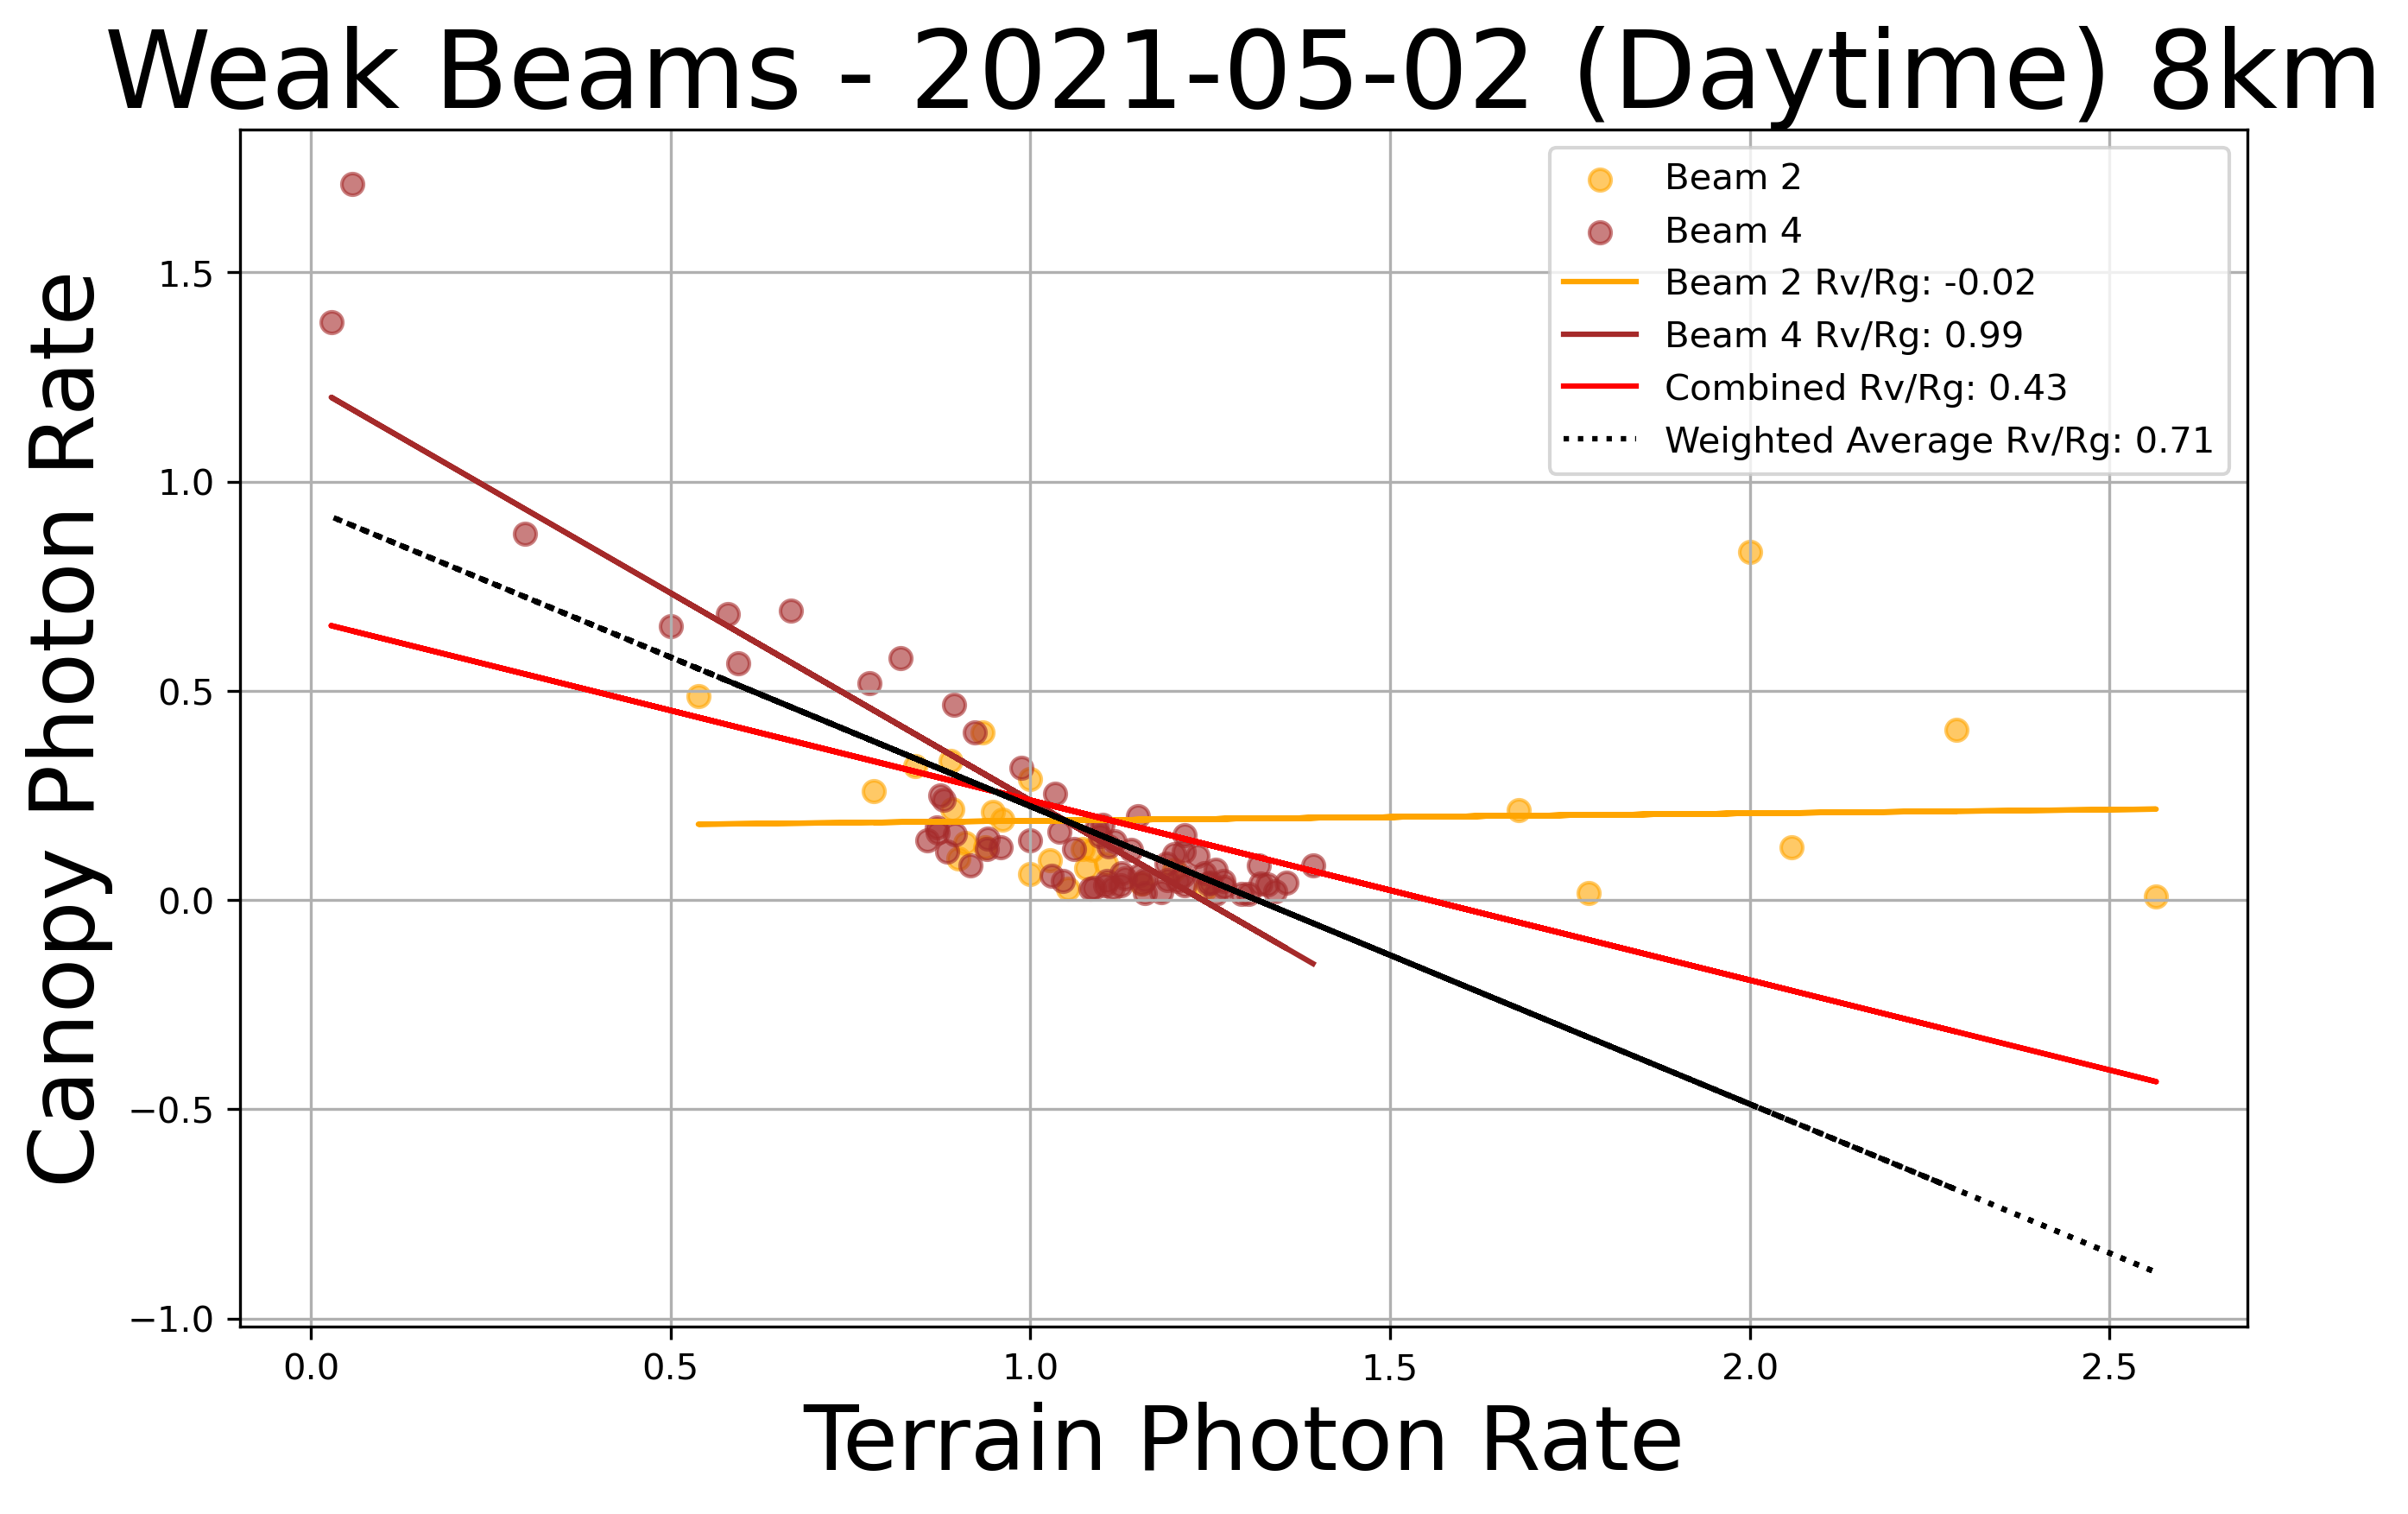 Weak Beams - 2021-05-02 (Daytime) 8km
Beam 2
Beam 4
Beam 2 Rv/Rg: -0.02
Beam 4 Rv/Rg: 0.99
Combined Rv/Rg: 0.43
Weighted Average Rv/Rg: 0.71
Canopy Photon Rate
1.5
1.0
0.5
0.0
−0.5
−1.0
0.0 0.5 1.0 1.5 2.0 2.5
Terrain Photon Rate